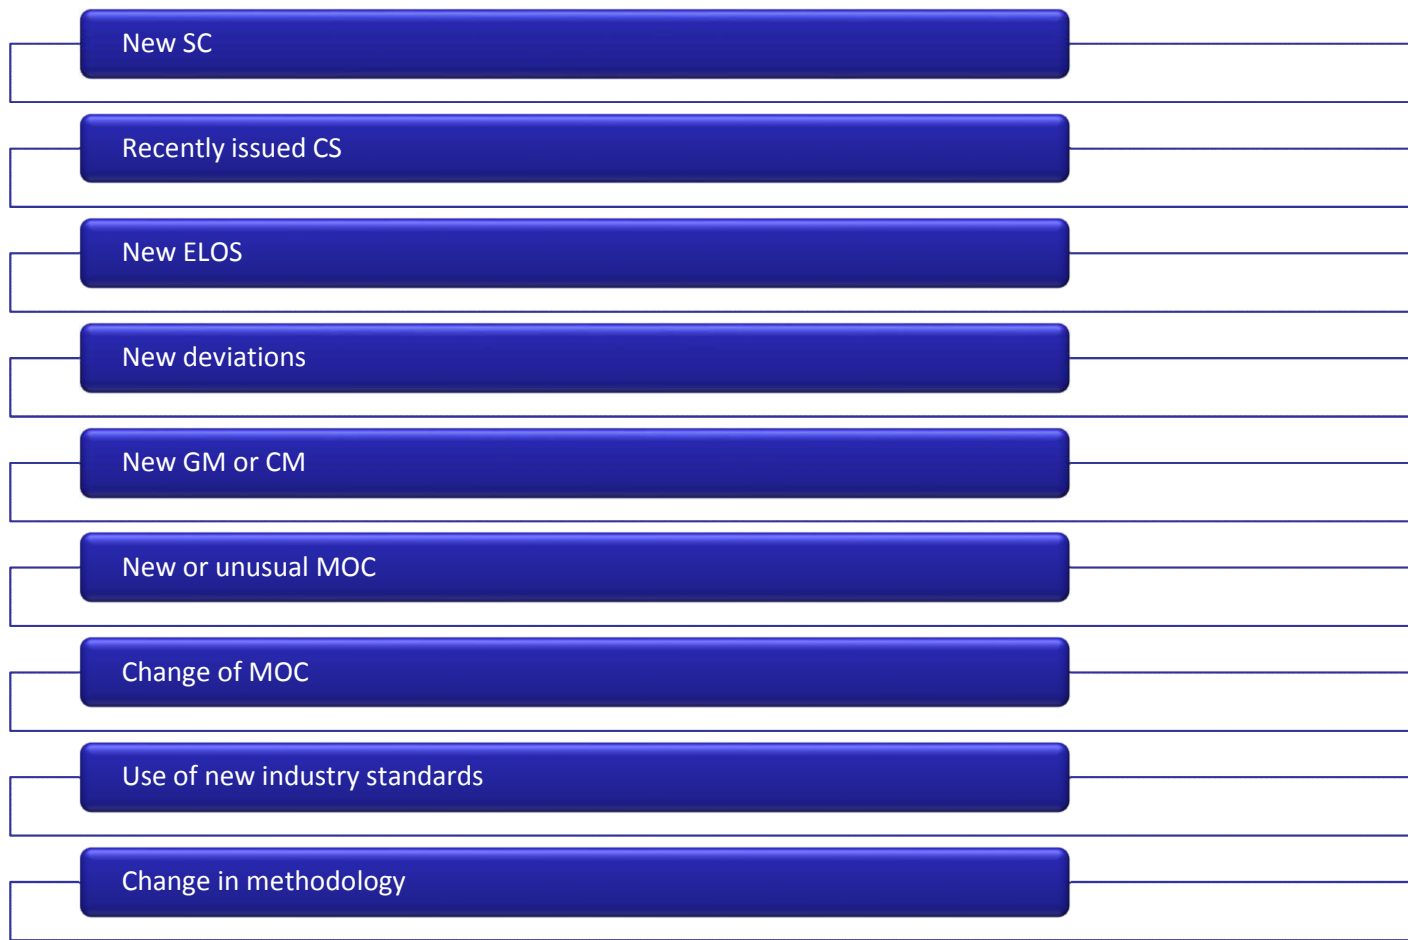 New SC
Recently issued CS
New ELOS
New deviations
New GM or CM
New or unusual MOC
Change of MOC
Use of new industry standards
Change in methodology